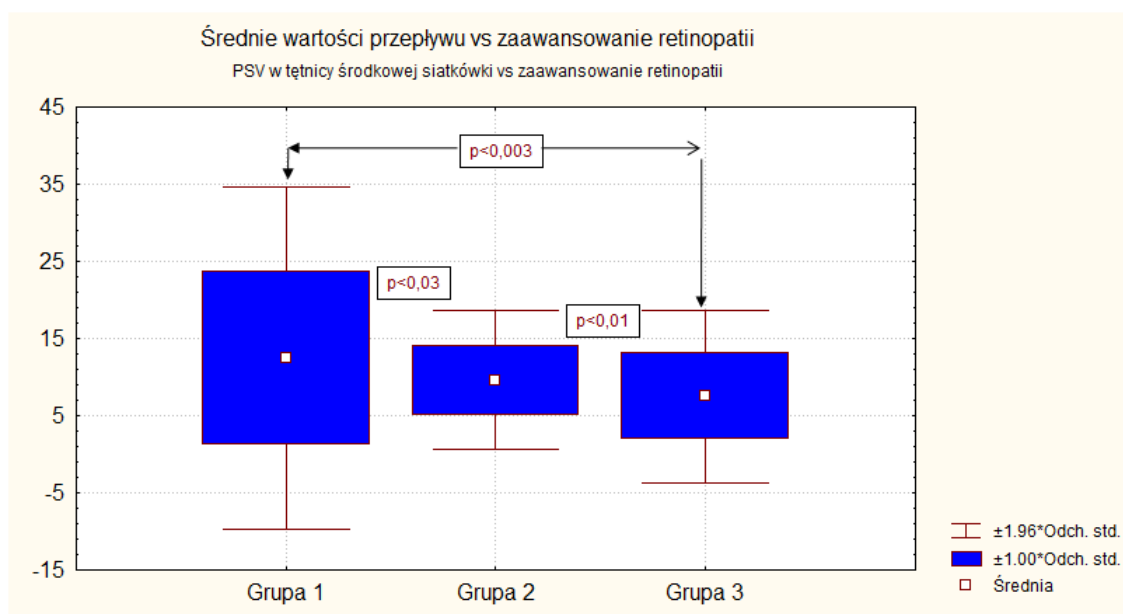 Średnie wartości przepływu vs zaawansowanie retinopatii
PSV w tętnicy środkowej siatkówki vs zaawansowanie retinopatii
45
35
25
15
5
-5
-15
p<0,003
p<0,03
p<0,01
Grupa 1
Grupa 2
Grupa 3
±1.96*Odch. std.
±1.00*Odch. std.
Średnia